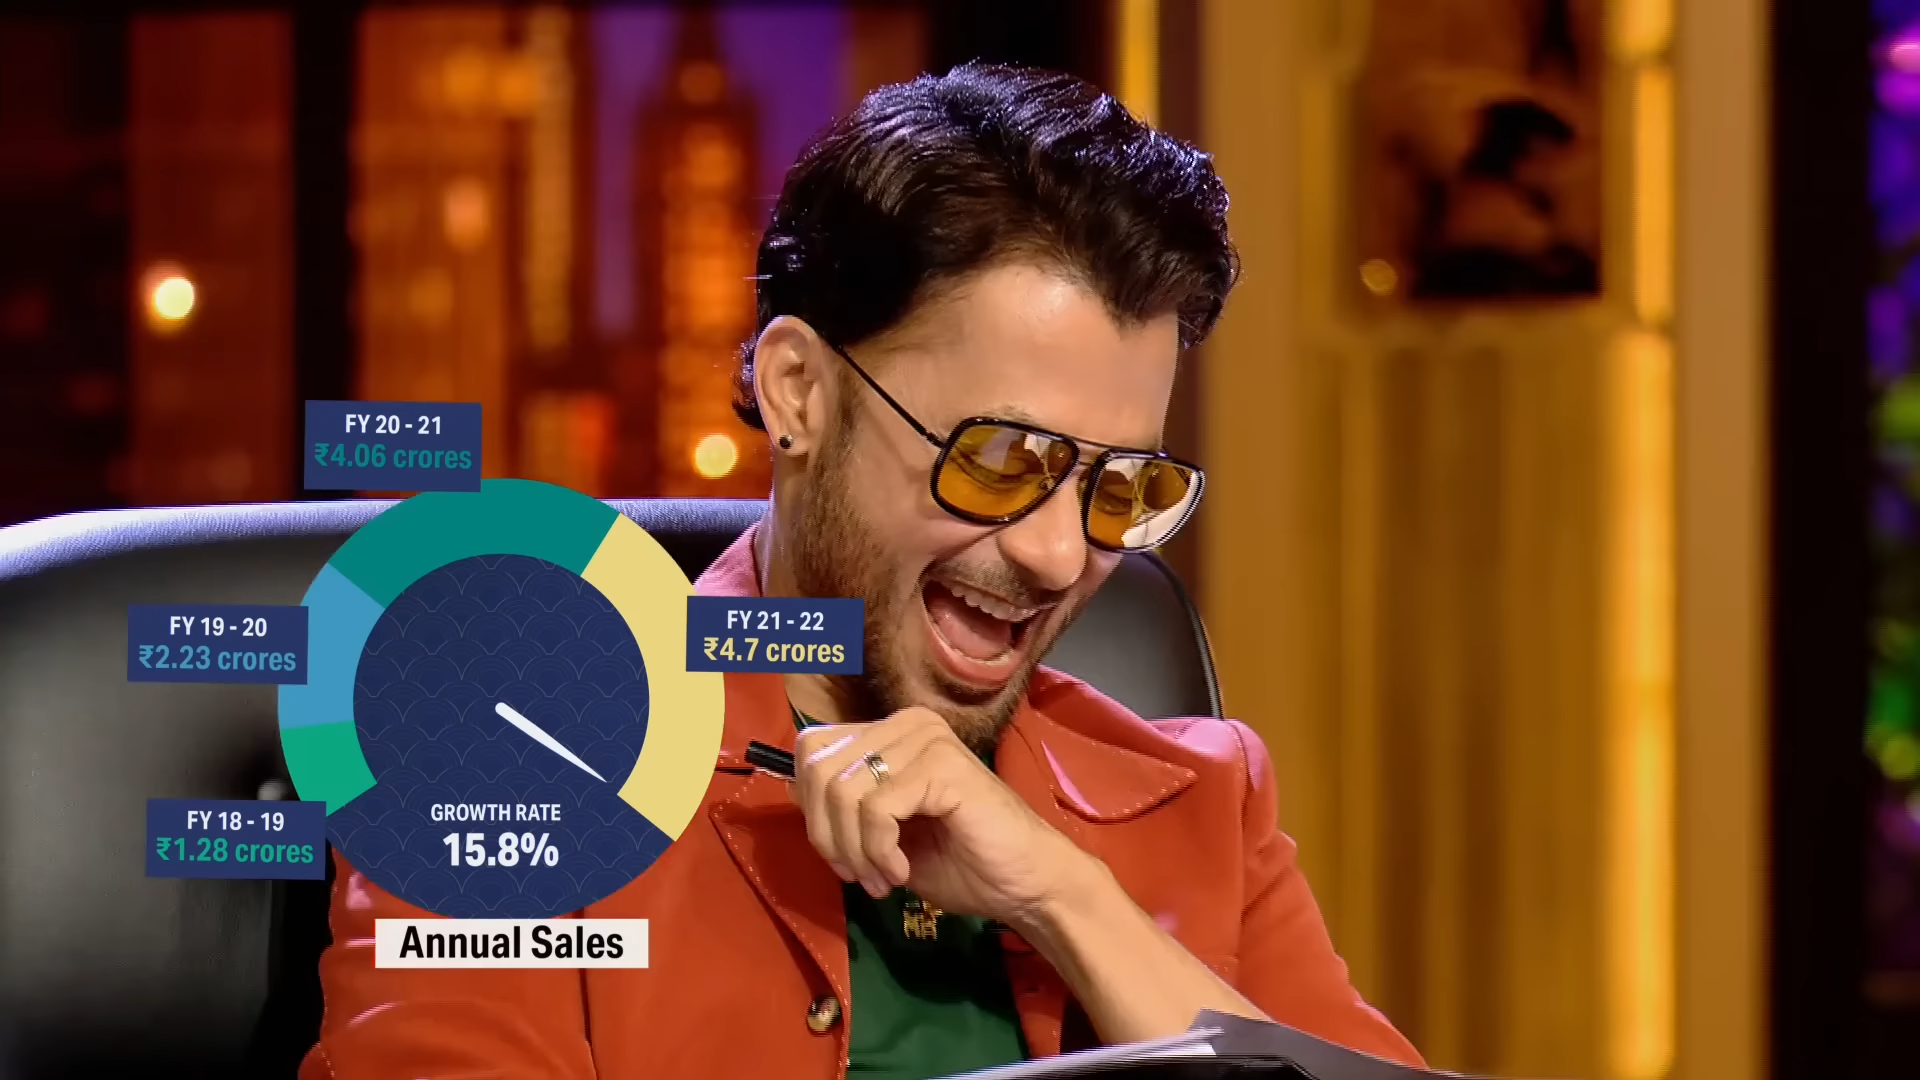 FY 20 - 21
₹4.06 crores
FY 19 - 20
₹2.23 crores
FY 21 - 22
₹4.7 crores
FY 18 - 19
₹1.28 crores
GROWTH RATE
15.8%
Annual Sales